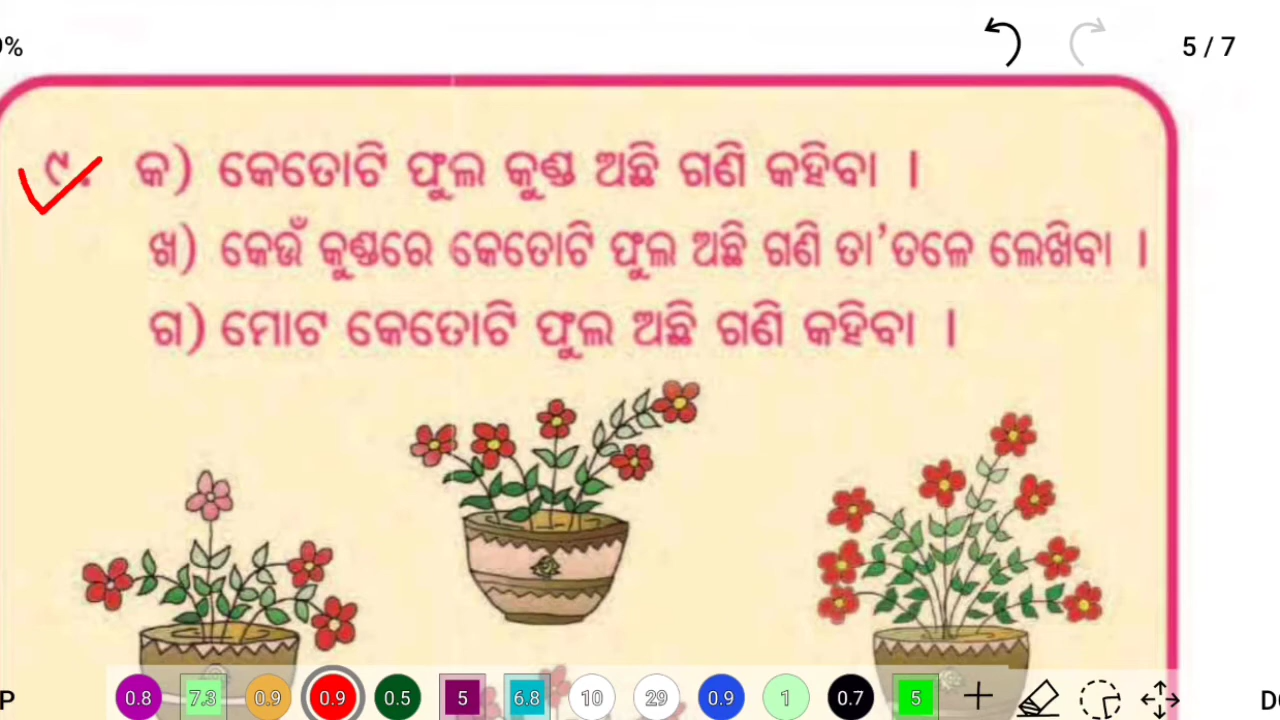 5 / 7
୯. କ) କେତୋଟି ଫୁଲ କୁଣ୍ଡ ଅଛି ଗଣି କହିବା ।
ଖ) କେଉଁ କୁଣ୍ଡରେ କେତୋଟି ଫୁଲ ଅଛି ଗଣି ତା'ତଳେ ଲେଖିବା ।
ଗ) ମୋଟ କେତୋଟି ଫୁଲ ଅଛି ଗଣି କହିବା ।
0.8 7.3 0.9 0.9 0.5 5 6.8 10 29 0.9 1 0.7 5